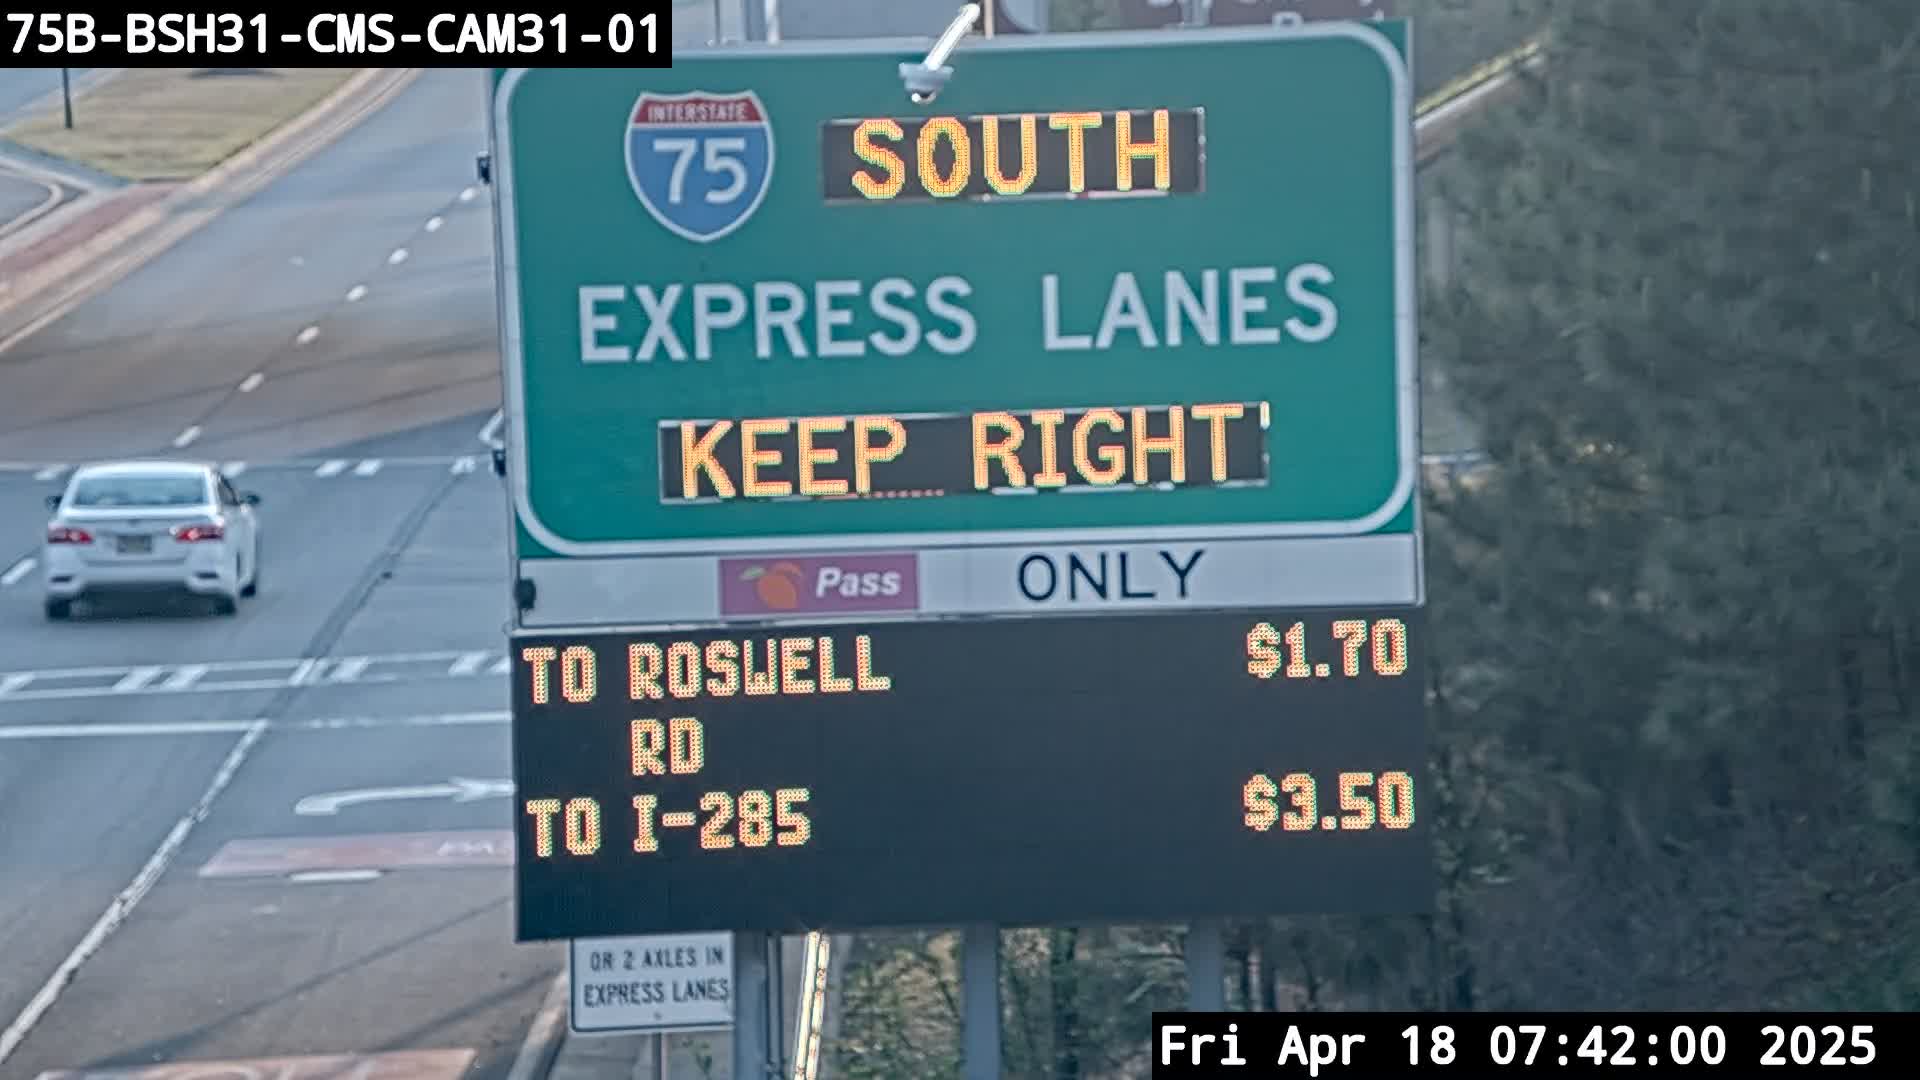 75B-BSH31-CMS-CAM31-01
INTERSTATE
75
SOUTH
EXPRESS LANES
KEEP RIGHT
Pass
ONLY
TO ROSWELL $1.70
RD
TO I-285 $3.50
OR 2 AXLES IN
EXPRESS LANES
Fri Apr 18 07:42:00 2025